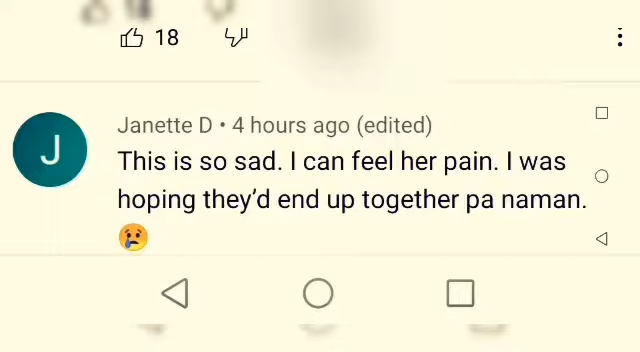 18
J
Janette D • 4 hours ago (edited)
This is so sad. I can feel her pain. I was
hoping they'd end up together pa naman.
😢